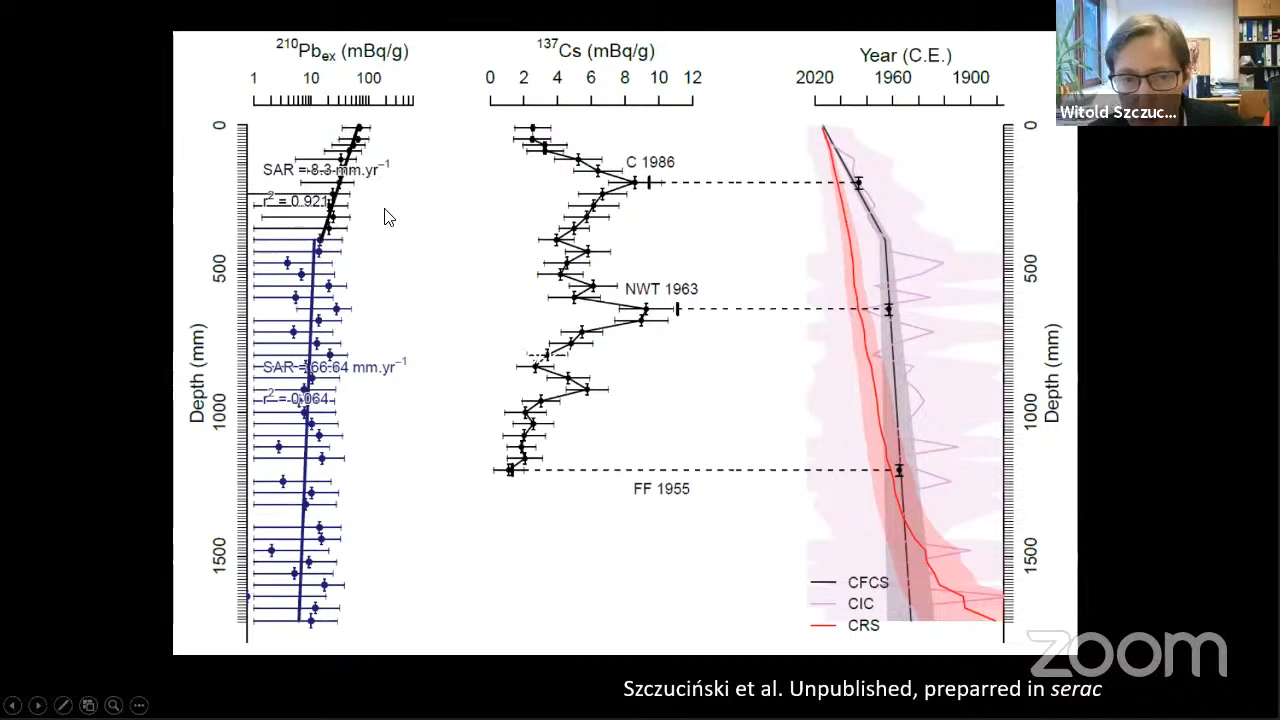 210Pbex (mBq/g)
1 10 100
137Cs (mBq/g)
0 2 4 6 8 10 12
Year (C.E.)
2020 1960 1900
Witold Szczuc...
0
500
1000
1500
Depth (mm)
SAR = 8.3 mm.yr−1
r2 = 0.921
SAR = 66.64 mm.yr−1
r2 = 0.064
C 1986
NWT 1963
FF 1955
0
500
1000
1500
Depth (mm)
CFCS
CIC
CRS
zoom
Szczuciński et al. Unpublished, preparred in serac